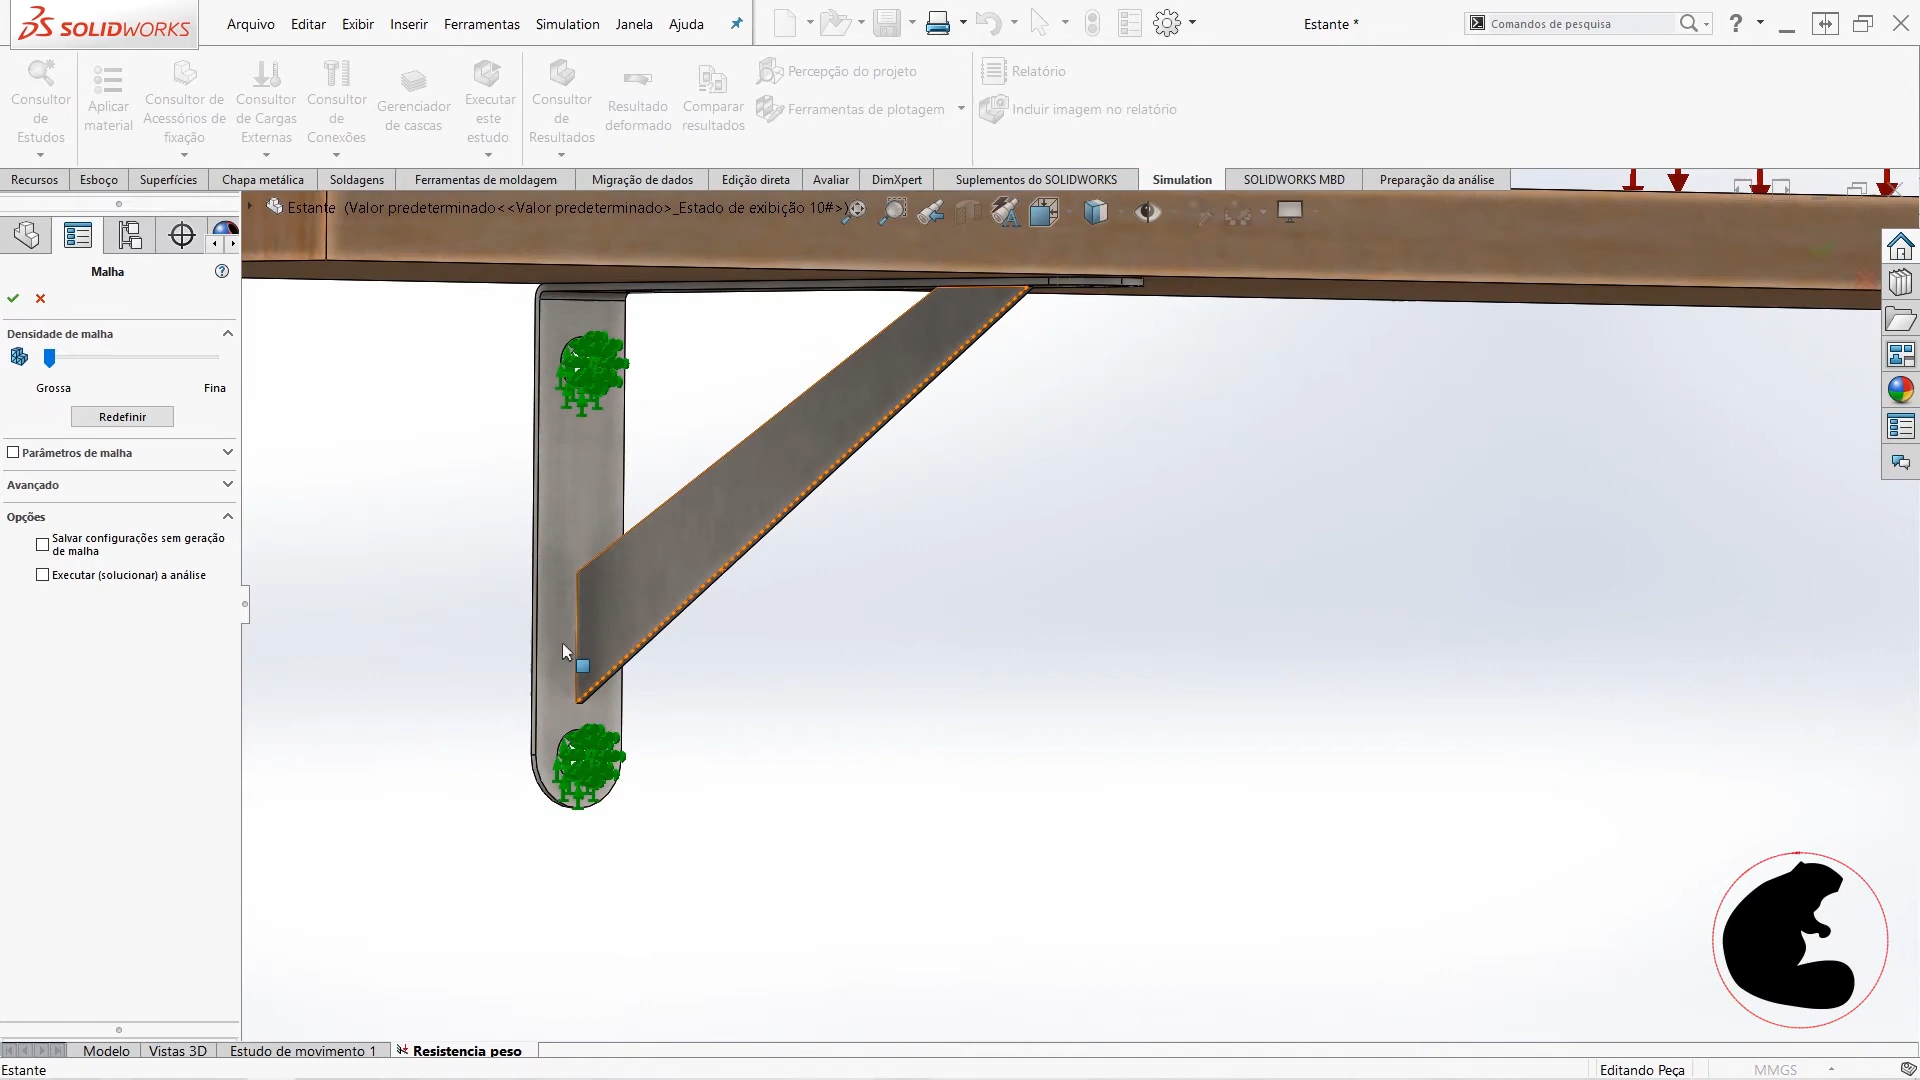 SOLIDWORKS
Arquivo Editar Exibir Inserir Ferramentas Simulation Janela Ajuda
Estante *
Comandos de pesquisa
?
Consultor de Estudos
Aplicar material
Consultor de Acessórios de fixação
Consultor de Cargas Externas
Consultor de Conexões
Gerenciador de cascas
Executar este estudo
Consultor de Resultados
Resultado deformado
Comparar resultados
Percepção do projeto
Ferramentas de plotagem
Relatório
Incluir imagem no relatório
Recursos Esboço Superfícies Chapa metálica Soldagens Ferramentas de moldagem Migração de dados Edição direta Avaliar DimXpert Suplementos do SOLIDWORKS Simulation SOLIDWORKS MBD Preparação da análise
Estante (Valor predeterminado<<Valor predeterminado>_Estado de exibição 10#>)
Malha
?
Densidade de malha
Grossa Fina
Redefinir
Parâmetros de malha
Avançado
Opções
Salvar configurações sem geração
de malha
Executar (solucionar) a análise
Modelo Vistas 3D Estudo de movimento 1 Resistencia peso
Estante
Editando Peça
MMGS